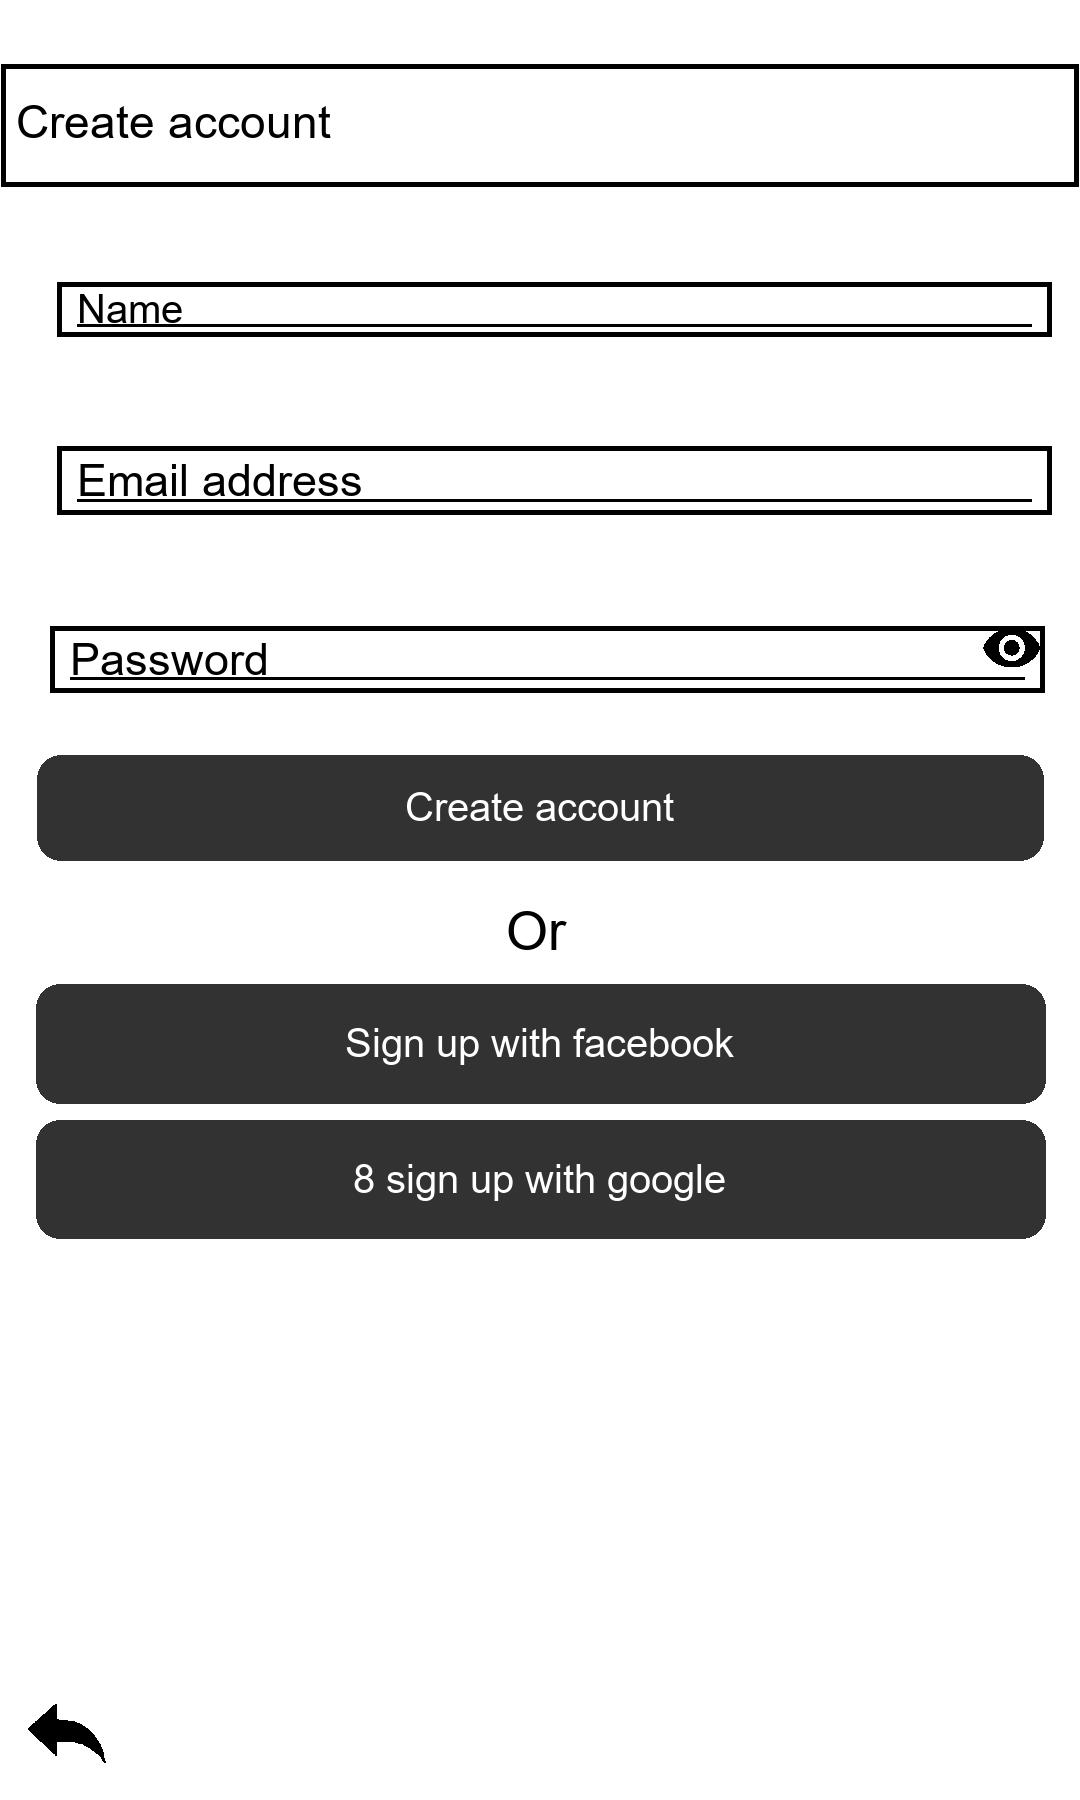 Create account
Name
Email address
Password
Create account
Or
Sign up with facebook
8 sign up with google